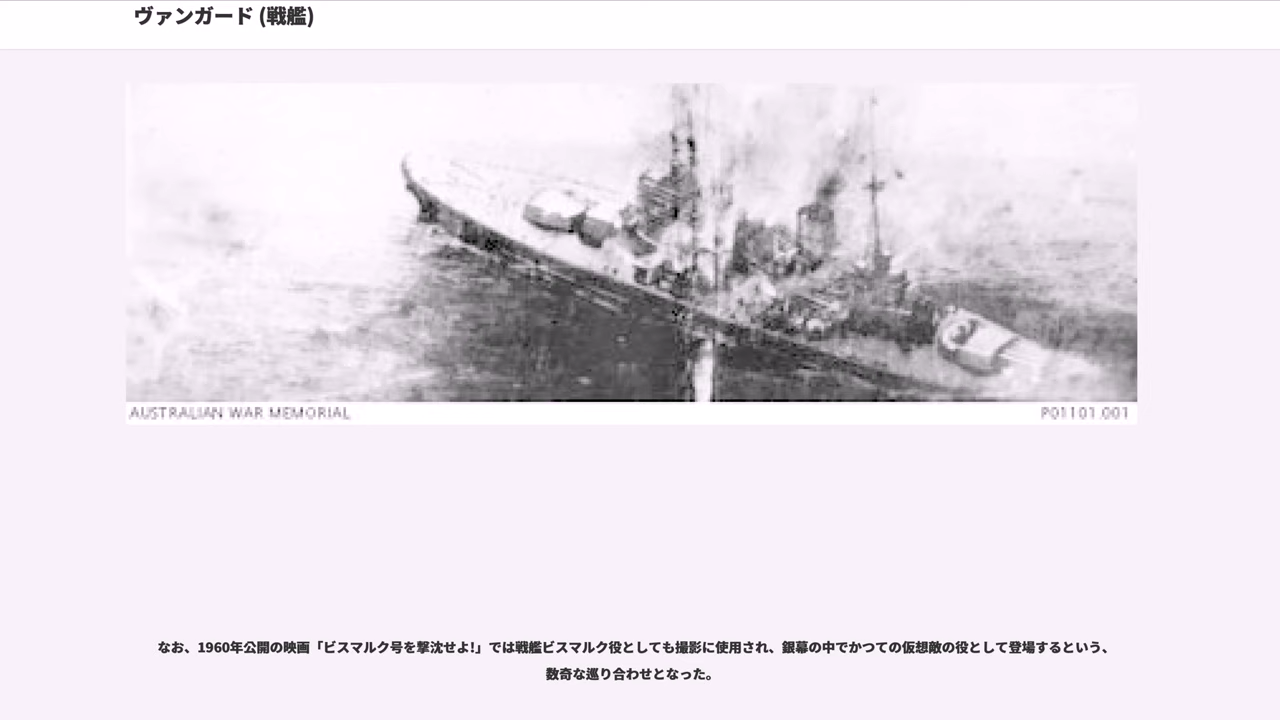 ヴァンガード (戦艦)
AUSTRALIAN WAR MEMORIAL
P01101.001
なお、1960年公開の映画「ビスマルク号を撃沈せよ!」では戦艦ビスマルク役としても撮影に使用され、銀幕の中でかつての仮想敵の役として登場するという、
数奇な巡り合わせとなった。